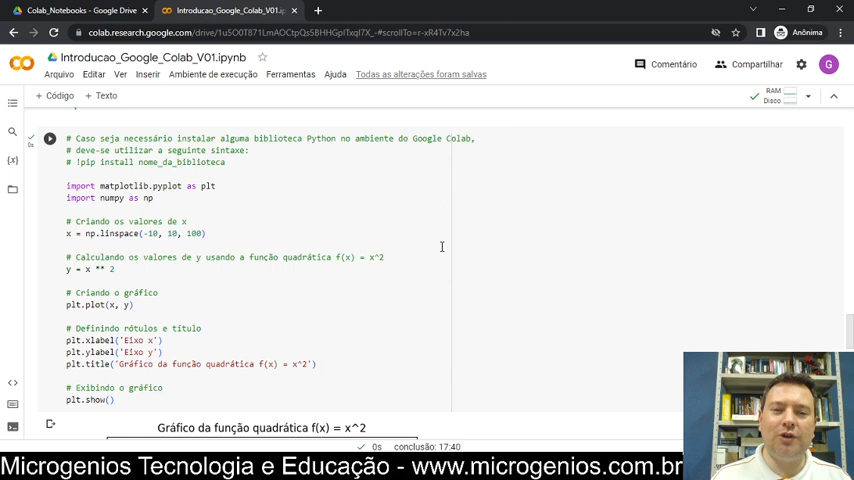 Colab_Notebooks - Google Drive
Introducao_Google_Colab_V01.ipy
colab.research.google.com/drive/1u5O0T871LmAOCtpQs5BHHGpITxqI7X_-#scrollTo=r-xR4Tv7x2ha
Anônima
Introducao_Google_Colab_V01.ipynb
Arquivo Editar Ver Inserir Ambiente de execução Ferramentas Ajuda Todas as alterações foram salvas
Comentário Compartilhar G
+ Código + Texto
RAM
Disco
{x}
0s
# Caso seja necessário instalar alguma biblioteca Python no ambiente do Google Colab,
# deve-se utilizar a seguinte sintaxe:
# !pip install nome_da_biblioteca
import matplotlib.pyplot as plt
import numpy as np
# Criando os valores de x
x = np.linspace(-10, 10, 100)
# Calculando os valores de y usando a função quadrática f(x) = x^2
y = x ** 2
# Criando o gráfico
plt.plot(x, y)
# Definindo rótulos e título
plt.xlabel('Eixo x')
plt.ylabel('Eixo y')
plt.title('Gráfico da função quadrática f(x) = x^2')
# Exibindo o gráfico
plt.show()
Gráfico da função quadrática f(x) = x^2
0s conclusão: 17:40
Microgenios Tecnologia e Educação - www.microgenios.com.br